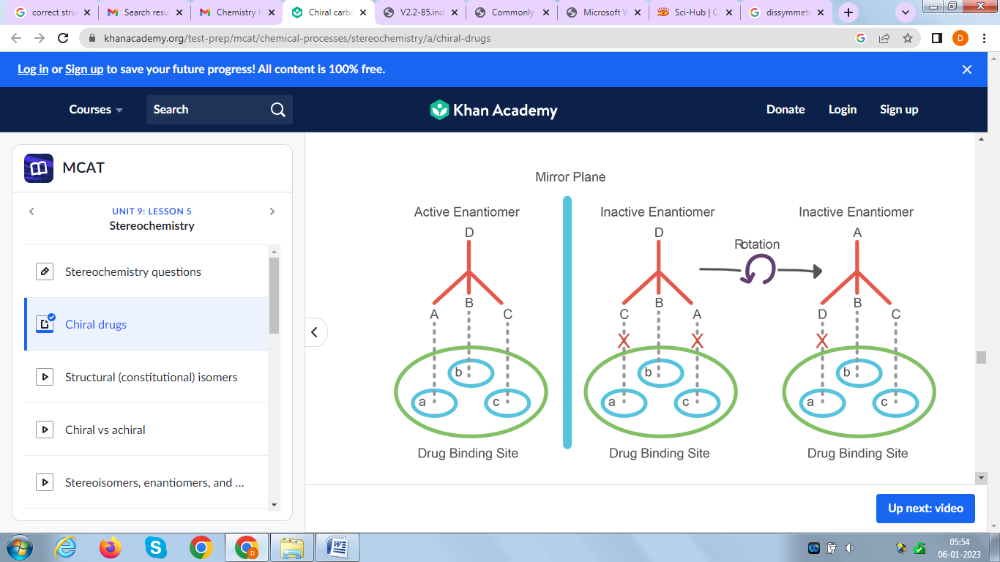 correct stru
Search resu
Chemistry l
Chiral carbo
V2.2-85.ind
Commonly
Microsoft V
Sci-Hub | C
dissymmetr
khanacademy.org/test-prep/mcat/chemical-processes/stereochemistry/a/chiral-drugs
D
Log in or Sign up to save your future progress! All content is 100% free.
Courses
Search
Khan Academy
Donate
Login
Sign up
MCAT
UNIT 9: LESSON 5
Stereochemistry
Stereochemistry questions
Chiral drugs
Structural (constitutional) isomers
Chiral vs achiral
Stereoisomers, enantiomers, and ...
Mirror Plane
Active Enantiomer
D
A
B
C
a
b
c
Drug Binding Site
Inactive Enantiomer
D
C
B
A
X
X
a
b
c
Drug Binding Site
Rotation
Inactive Enantiomer
A
D
B
C
X
a
b
c
Drug Binding Site
Up next: video
D
05:54
06-01-2023